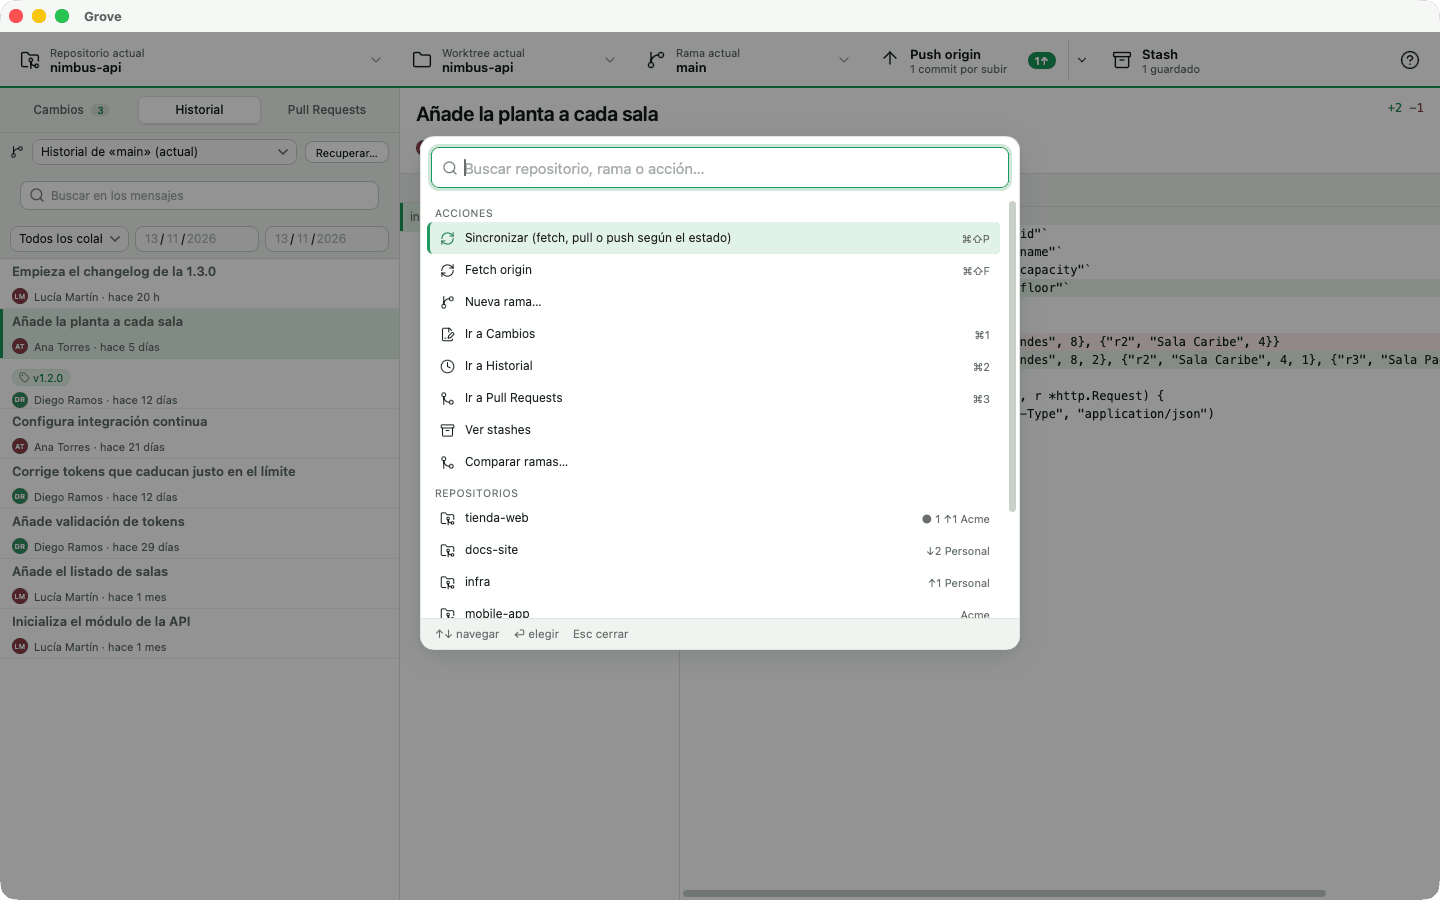 Grove
Repositorio actual
nimbus-api
Worktree actual
nimbus-api
Rama actual
main
Push origin
1 commit por subir
1↑
Stash
1 guardado
Cambios 3
Historial
Pull Requests
Historial de «main» (actual)
Recuperar...
Buscar en los mensajes
Todos los colal
13/11/2026
13/11/2026
Empieza el changelog de la 1.3.0
LM Lucía Martín · hace 20 h
Añade la planta a cada sala
AT Ana Torres · hace 5 días
v1.2.0
DR Diego Ramos · hace 12 días
Configura integración continua
AT Ana Torres · hace 21 días
Corrige tokens que caducan justo en el límite
DR Diego Ramos · hace 12 días
Añade validación de tokens
DR Diego Ramos · hace 29 días
Añade el listado de salas
LM Lucía Martín · hace 1 mes
Inicializa el módulo de la API
LM Lucía Martín · hace 1 mes
Añade la planta a cada sala
+2 −1
in
Buscar repositorio, rama o acción...
ACCIONES
Sincronizar (fetch, pull o push según el estado) ⌘⇧P
Fetch origin ⌘⇧F
Nueva rama...
Ir a Cambios ⌘1
Ir a Historial ⌘2
Ir a Pull Requests ⌘3
Ver stashes
Comparar ramas...
REPOSITORIOS
tienda-web ● 1 ↑1 Acme
docs-site ↓2 Personal
infra ↑1 Personal
mobile-app Acme
↑↓ navegar ⏎ elegir Esc cerrar
id"`
name"`
capacity"`
floor"`
ndes", 8}, {"r2", "Sala Caribe", 4}}
ndes", 8, 2}, {"r2", "Sala Caribe", 4, 1}, {"r3", "Sala Pa
, r *http.Request) {
-Type", "application/json")